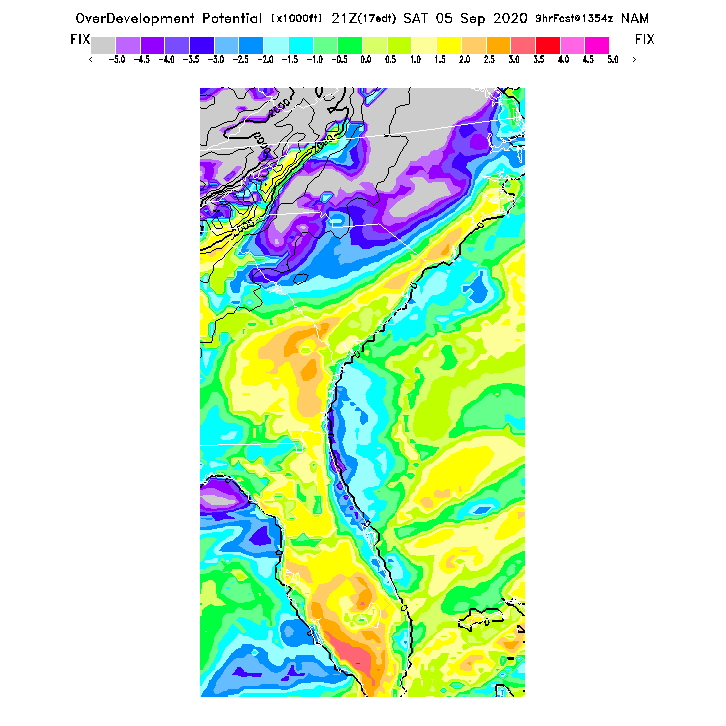 OverDevelopment Potential [x1000ft] 21Z(17edt) SAT 05 Sep 2020 9hrFcst@1354z NAM
FIX FIX
< -5.0 -4.5 -4.0 -3.5 -3.0 -2.5 -2.0 -1.5 -1.0 -0.5 0.0 0.5 1.0 1.5 2.0 2.5 3.0 3.5 4.0 4.5 5.0 >
2000
2000